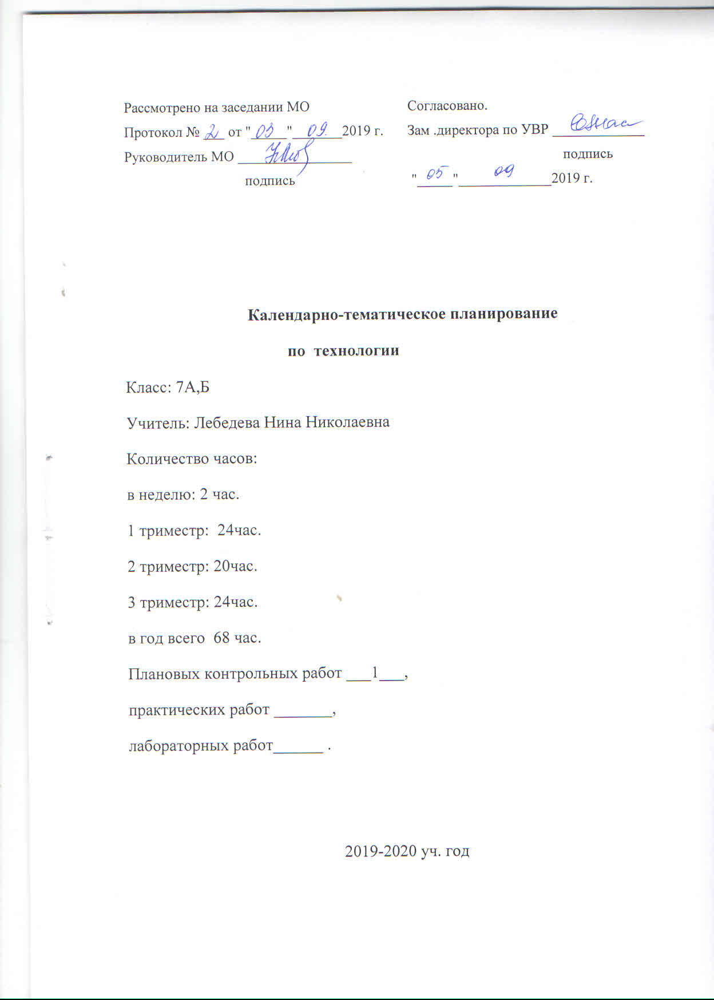 Рассмотрено на заседании МО
Протокол № 2 от "03" 09. 2019 г.
Руководитель МО ________________
подпись
Согласовано.
Зам .директора по УВР _____________
подпись
"05" 09 2019 г.
Календарно-тематическое планирование
по технологии
Класс: 7А,Б
Учитель: Лебедева Нина Николаевна
Количество часов:
в неделю: 2 час.
1 триместр: 24час.
2 триместр: 20час.
3 триместр: 24час.
в год всего 68 час.
Плановых контрольных работ ___1___,
практических работ _______,
лабораторных работ______ .
2019-2020 уч. год